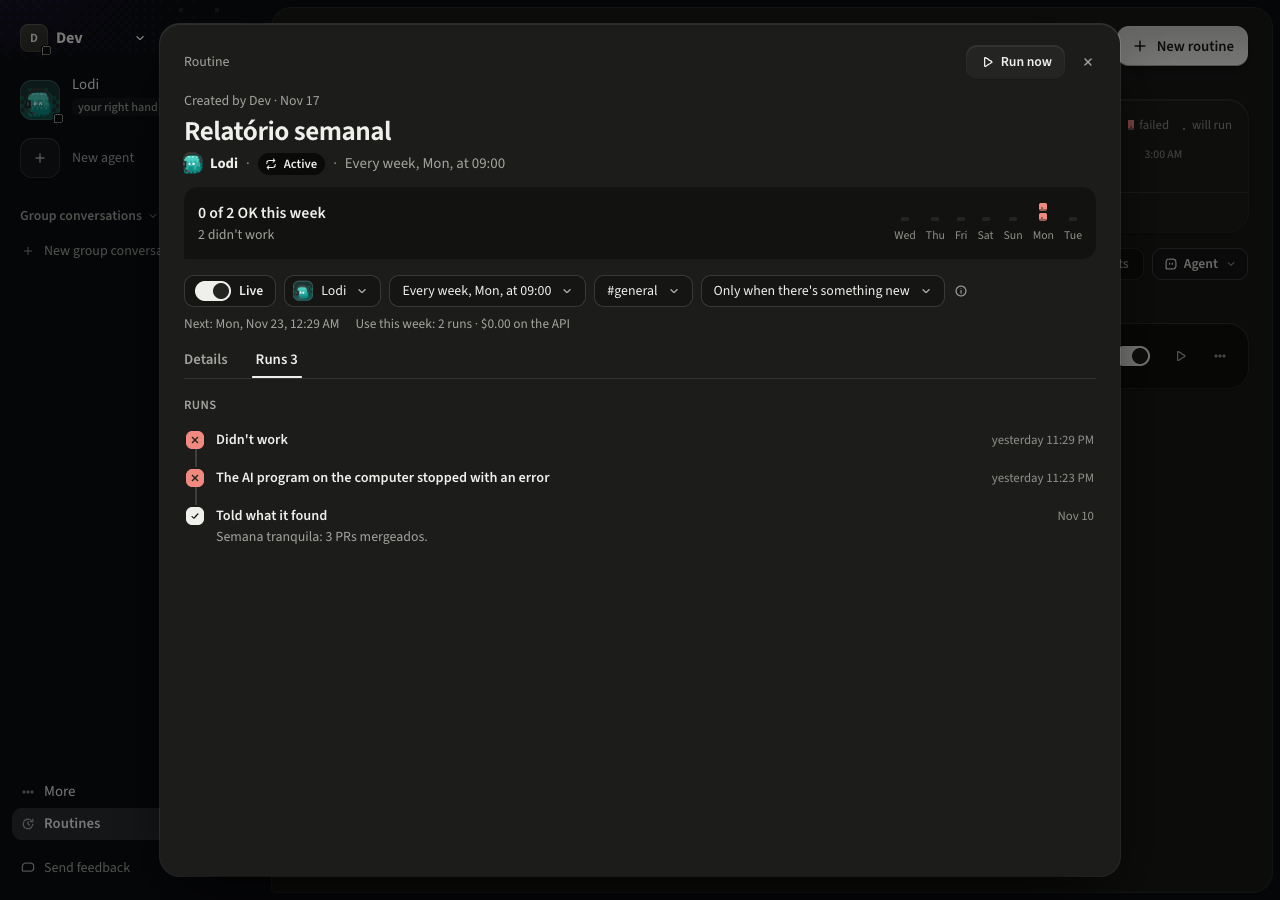 D Dev
Lodi
your right hand
New agent
Group conversations
New group conversa
More
Routines
Send feedback
Routine
Run now
Created by Dev · Nov 17
Relatório semanal
Lodi · Active · Every week, Mon, at 09:00
0 of 2 OK this week
2 didn't work
Wed Thu Fri Sat Sun Mon Tue
Live
Lodi
Every week, Mon, at 09:00
#general
Only when there's something new
Next: Mon, Nov 23, 12:29 AM Use this week: 2 runs · $0.00 on the API
Details Runs 3
RUNS
Didn't work yesterday 11:29 PM
The AI program on the computer stopped with an error yesterday 11:23 PM
Told what it found Nov 10
Semana tranquila: 3 PRs mergeados.
New routine
failed will run
3:00 AM
ts
Agent